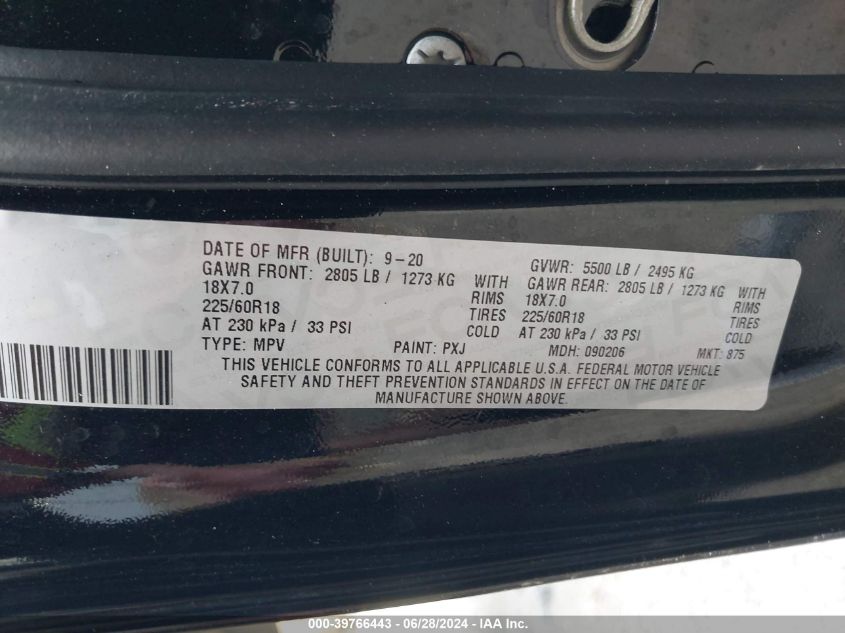 DATE OF MFR (BUILT): 9-20 GVWR: 5500 LB / 2495 KG
GAWR FRONT: 2805 LB / 1273 KG WITH GAWR REAR: 2805 LB / 1273 KG WITH
18X7.0 RIMS 18X7.0 RIMS
225/60R18 TIRES 225/60R18 TIRES
AT 230 kPa / 33 PSI COLD AT 230 kPa / 33 PSI COLD
TYPE: MPV PAINT: PXJ MDH: 090206 MKT: 875
THIS VEHICLE CONFORMS TO ALL APPLICABLE U.S.A. FEDERAL MOTOR VEHICLE
SAFETY AND THEFT PREVENTION STANDARDS IN EFFECT ON THE DATE OF
MANUFACTURE SHOWN ABOVE.
000-39766443 - 06/28/2024 - IAAI.COM